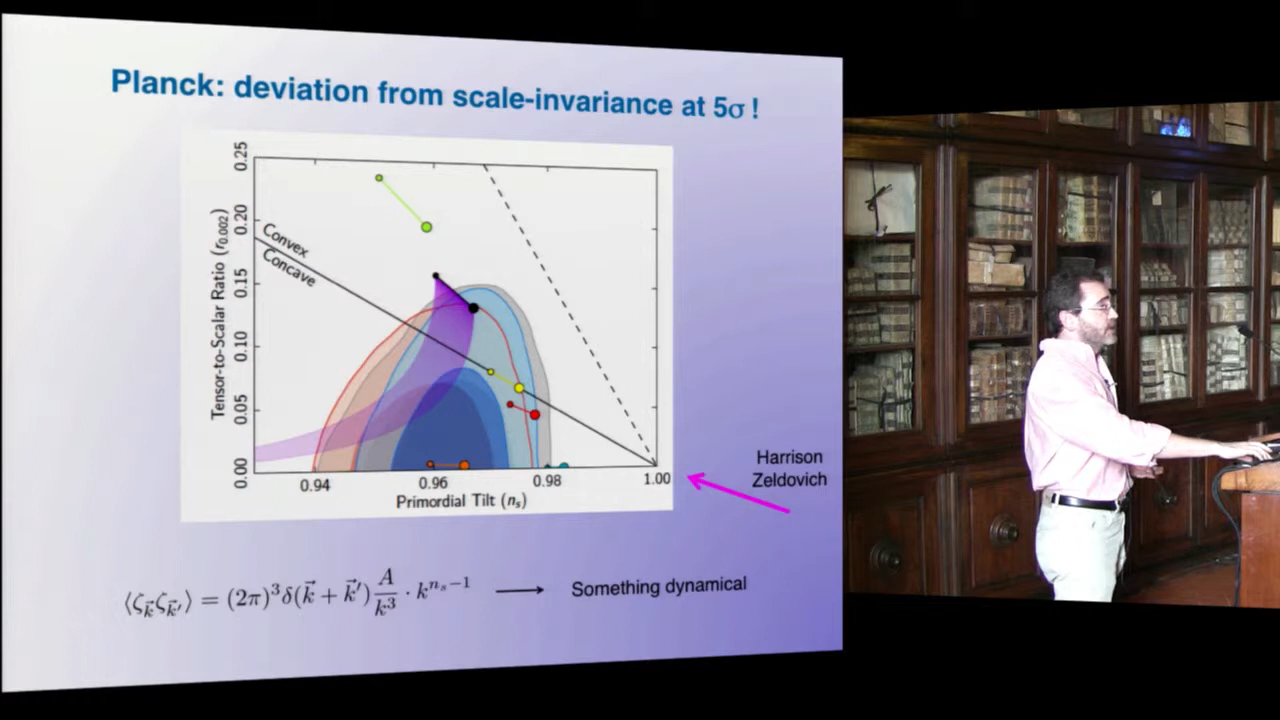 Planck: deviation from scale-invariance at 5σ !
0.25
0.20
0.15
0.10
0.05
0.00
Tensor-to-Scalar Ratio (r0.002)
Convex
Concave
0.94
0.96
0.98
1.00
Primordial Tilt (ns)
Harrison
Zeldovich
⟨ζ_k⃗ ζ_k⃗′⟩ = (2π)³δ(k⃗ + k⃗′) A/k³ · k^{n_s−1} ⟶ Something dynamical